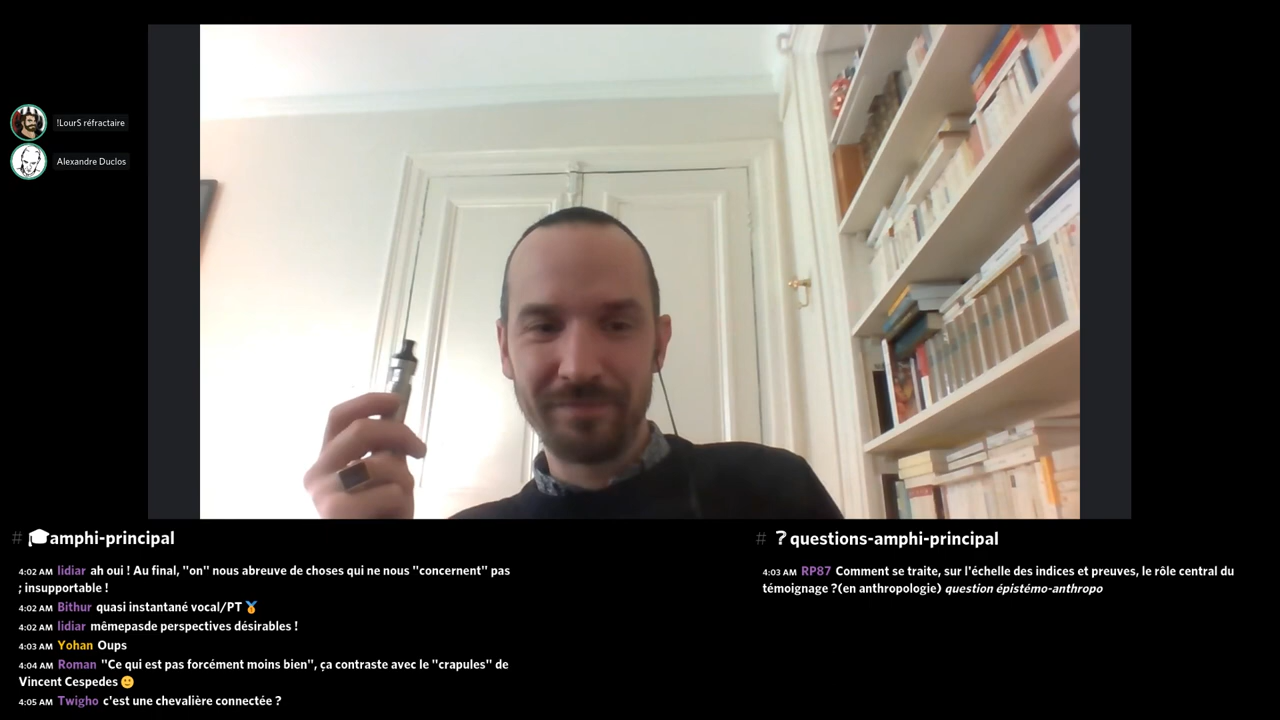 !LourS réfractaire
Alexandre Duclos
# 🎓amphi-principal
4:02 AM lidiar ah oui ! Au final, "on" nous abreuve de choses qui ne nous "concernent" pas
; insupportable !
4:02 AM Bithur quasi instantané vocal/PT 🏅
4:02 AM lidiar mêmepasde perspectives désirables !
4:03 AM Yohan Oups
4:04 AM Roman "Ce qui est pas forcément moins bien", ça contraste avec le "crapules" de
Vincent Cespedes 🙂
4:05 AM Twigho c'est une chevalière connectée ?
# ❔questions-amphi-principal
4:03 AM RP87 Comment se traite, sur l'échelle des indices et preuves, le rôle central du
témoignage ?(en anthropologie) question épistémo-anthropo